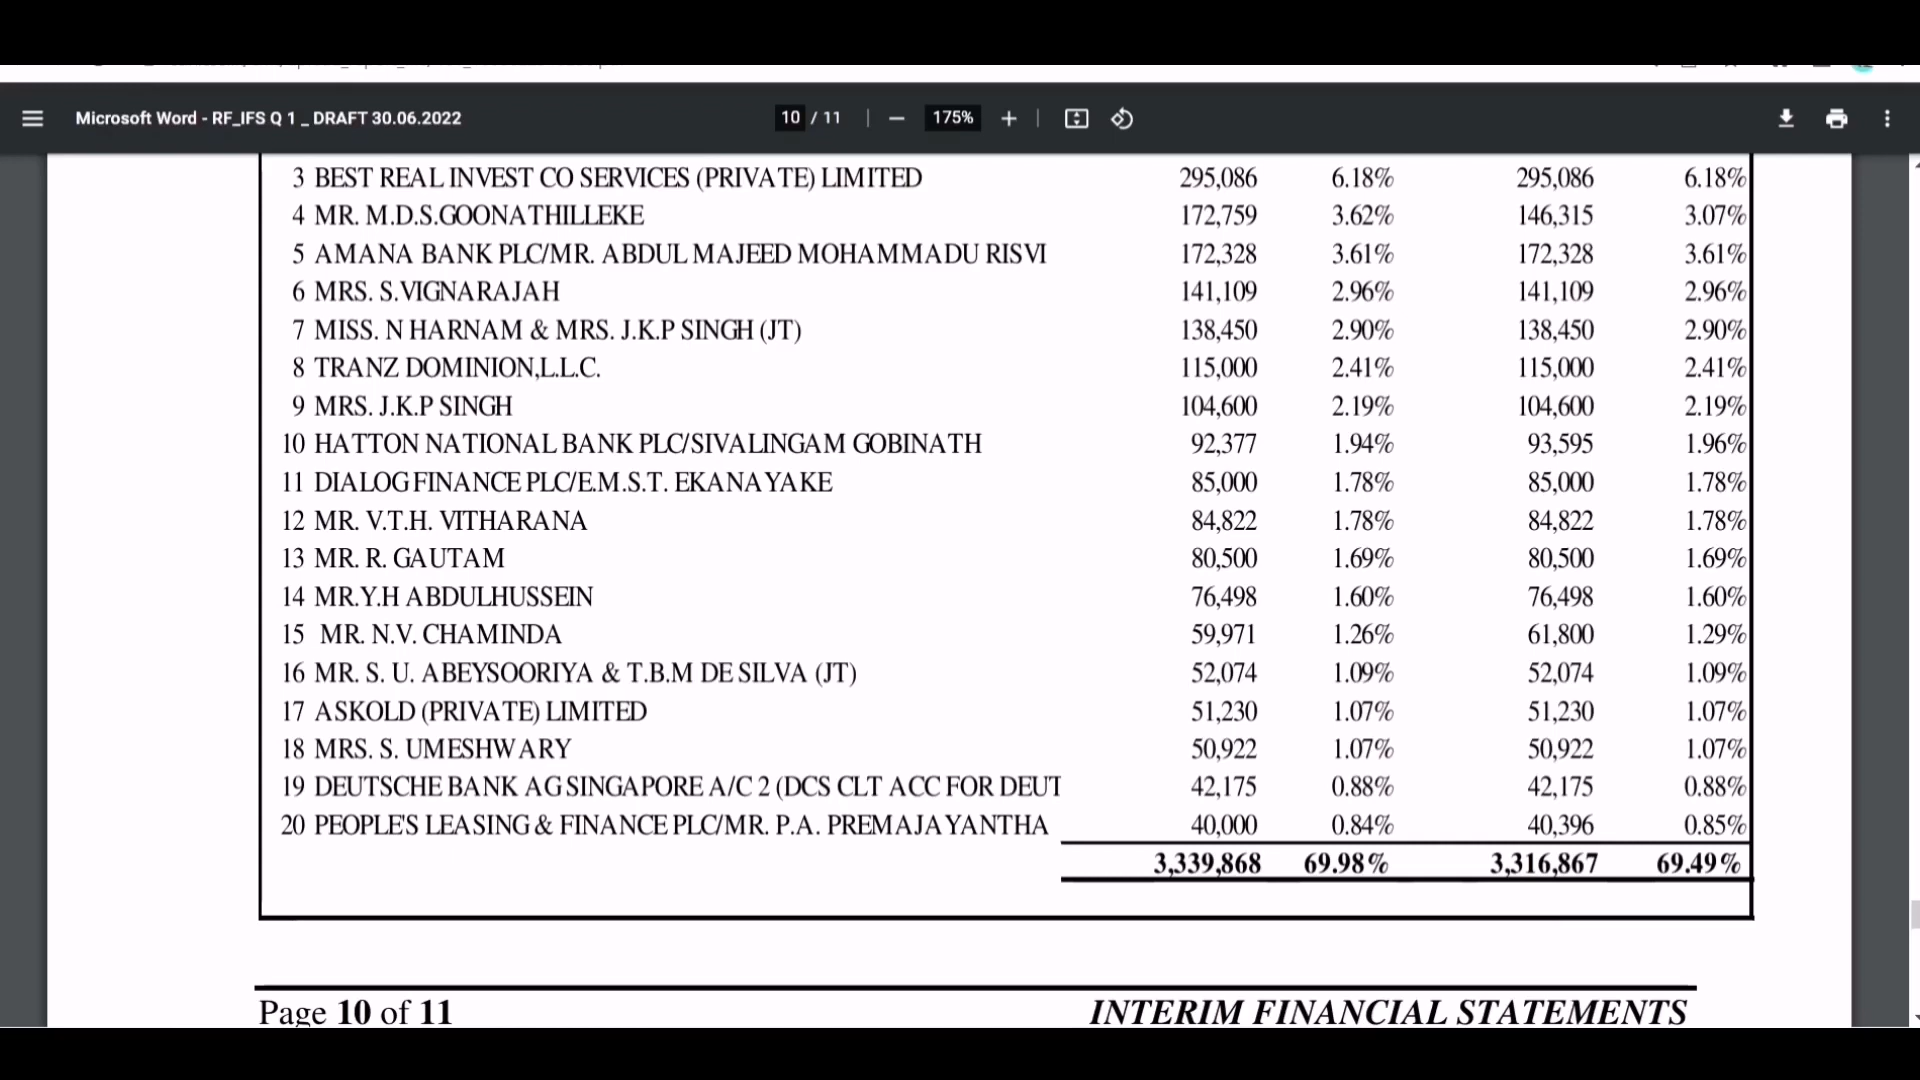 Microsoft Word - RF_IFS Q 1 _ DRAFT 30.06.2022 10 / 11 175%
3 BEST REAL INVEST CO SERVICES (PRIVATE) LIMITED 295,086 6.18% 295,086 6.18%
4 MR. M.D.S.GOONATHILLEKE 172,759 3.62% 146,315 3.07%
5 AMANA BANK PLC/MR. ABDUL MAJEED MOHAMMADU RISVI 172,328 3.61% 172,328 3.61%
6 MRS. S.VIGNARAJAH 141,109 2.96% 141,109 2.96%
7 MISS. N HARNAM & MRS. J.K.P SINGH (JT) 138,450 2.90% 138,450 2.90%
8 TRANZ DOMINION,L.L.C. 115,000 2.41% 115,000 2.41%
9 MRS. J.K.P SINGH 104,600 2.19% 104,600 2.19%
10 HATTON NATIONAL BANK PLC/SIVALINGAM GOBINATH 92,377 1.94% 93,595 1.96%
11 DIALOG FINANCE PLC/E.M.S.T. EKANAYAKE 85,000 1.78% 85,000 1.78%
12 MR. V.T.H. VITHARANA 84,822 1.78% 84,822 1.78%
13 MR. R. GAUTAM 80,500 1.69% 80,500 1.69%
14 MR.Y.H ABDULHUSSEIN 76,498 1.60% 76,498 1.60%
15 MR. N.V. CHAMINDA 59,971 1.26% 61,800 1.29%
16 MR. S. U. ABEYSOORIYA & T.B.M DE SILVA (JT) 52,074 1.09% 52,074 1.09%
17 ASKOLD (PRIVATE) LIMITED 51,230 1.07% 51,230 1.07%
18 MRS. S. UMESHWARY 50,922 1.07% 50,922 1.07%
19 DEUTSCHE BANK AG SINGAPORE A/C 2 (DCS CLT ACC FOR DEUT 42,175 0.88% 42,175 0.88%
20 PEOPLE'S LEASING & FINANCE PLC/MR. P.A. PREMAJAYANTHA 40,000 0.84% 40,396 0.85%
3,339,868 69.98% 3,316,867 69.49%
Page 10 of 11 INTERIM FINANCIAL STATEMENTS